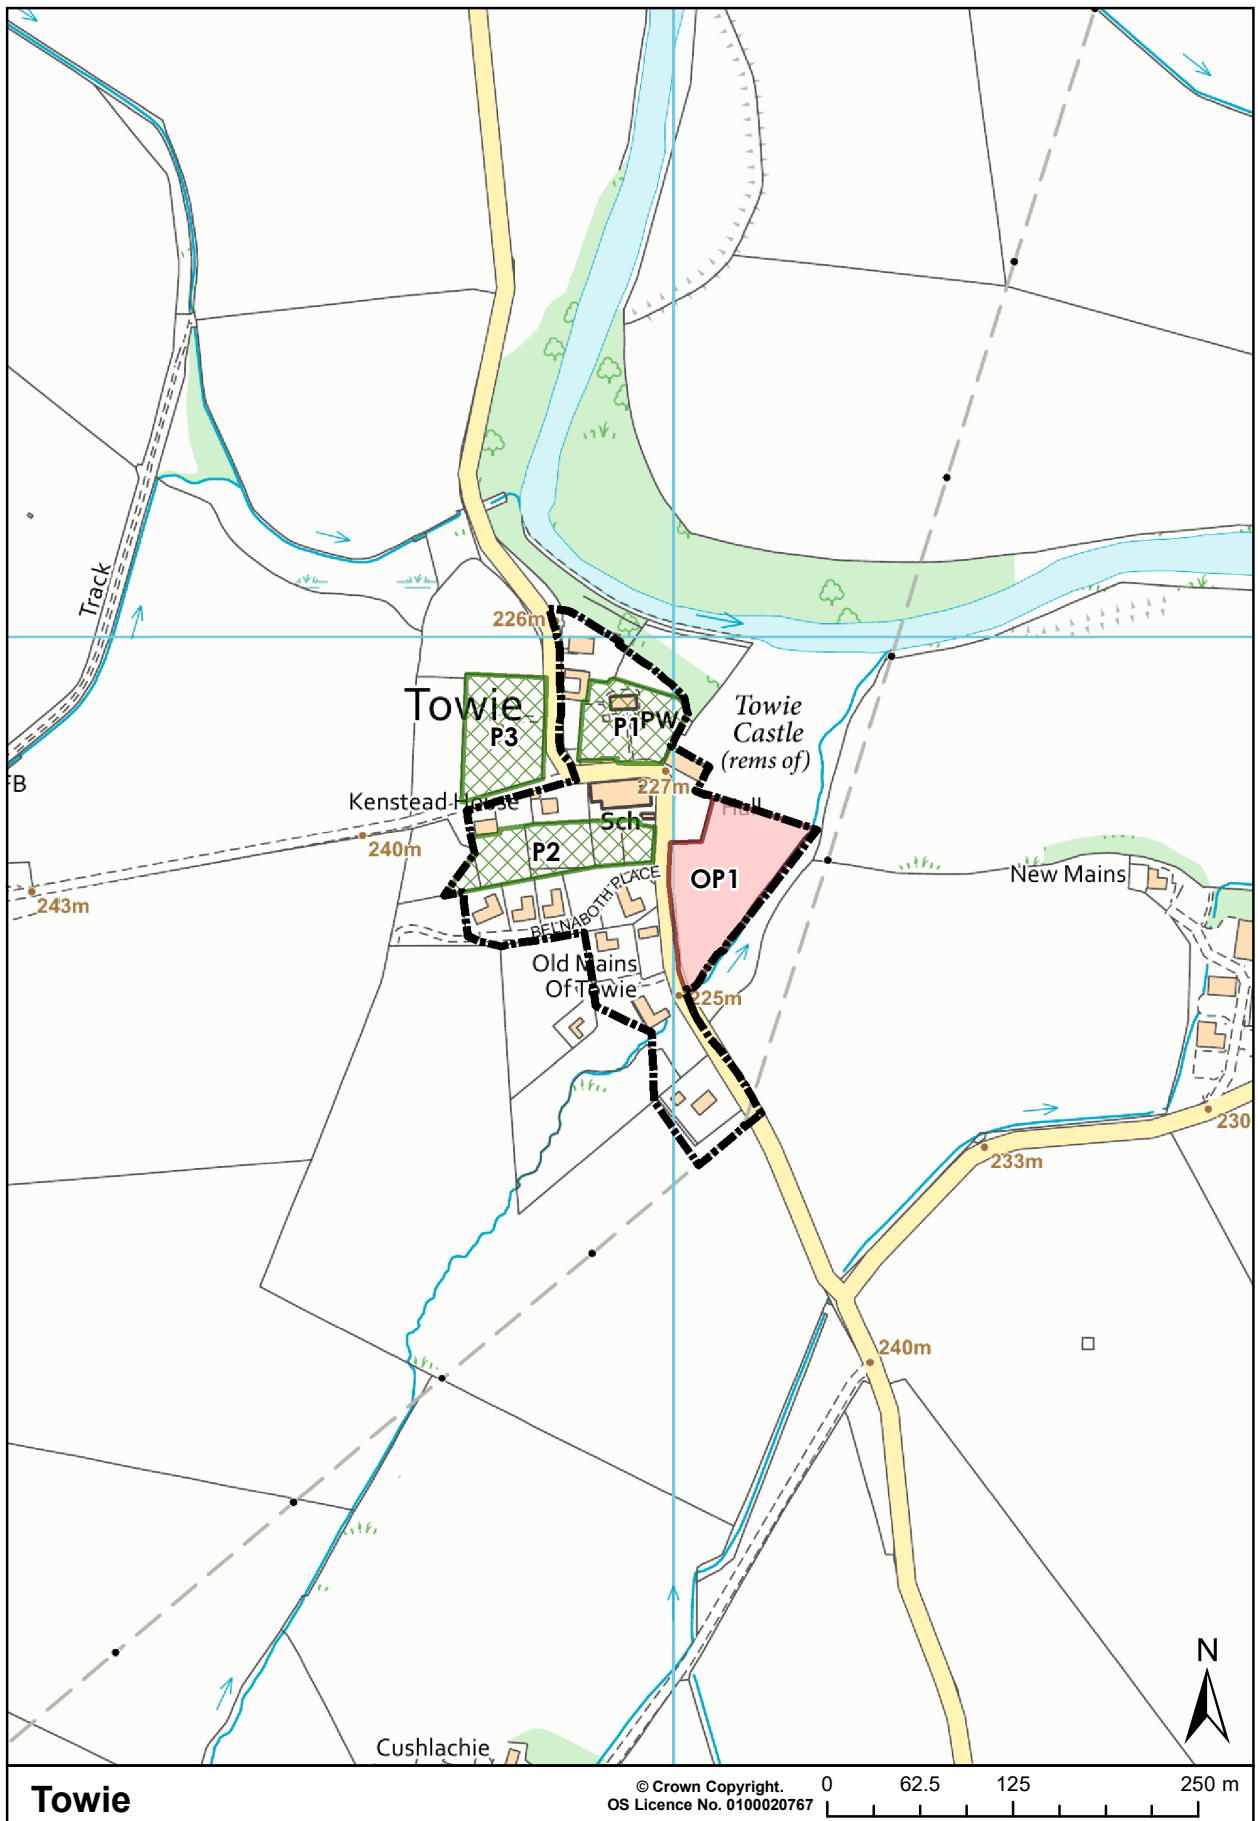 Track
226m
Towie
P3
P1
PW
Towie
Castle
(rems of)
227m
FB
Kenstead House
Hall
Sch
240m
P2
OP1
New Mains
243m
BELNABOTH PLACE
Old Mains
Of Towie
225m
230
233m
240m
N
Cushlachie
Towie
© Crown Copyright.
OS Licence No. 0100020767
0 62.5 125 250 m